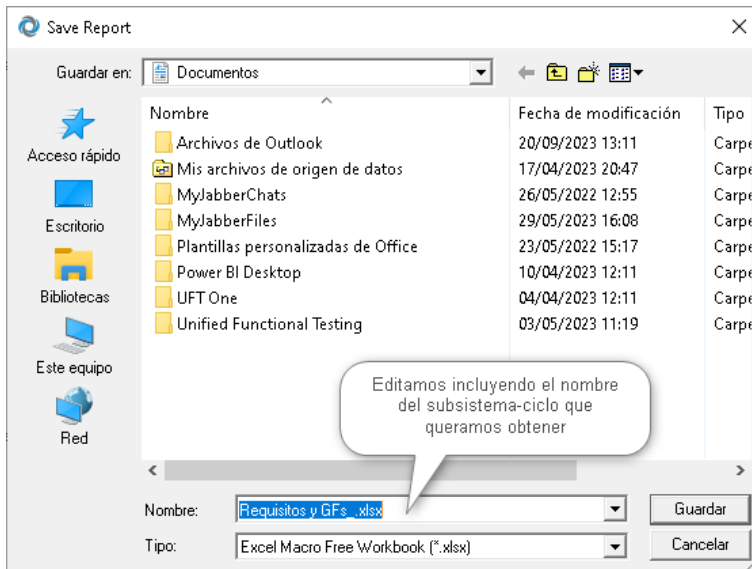 Save Report
Guardar en: Documentos
Nombre Fecha de modificación Tipo
Archivos de Outlook 20/09/2023 13:11 Carpe
Mis archivos de origen de datos 17/04/2023 20:47 Carpe
MyJabberChats 26/05/2022 12:55 Carpe
MyJabberFiles 29/05/2023 16:08 Carpe
Plantillas personalizadas de Office 23/05/2022 15:17 Carpe
Power BI Desktop 10/04/2023 12:11 Carpe
UFT One 04/04/2023 12:11 Carpe
Unified Functional Testing 03/05/2023 11:19 Carpe
Acceso rápido
Escritorio
Bibliotecas
Este equipo
Red
Editamos incluyendo el nombre
del subsistema-ciclo que
queramos obtener
Nombre: Requisitos y GFs_.xlsx Guardar
Tipo: Excel Macro Free Workbook (*.xlsx) Cancelar